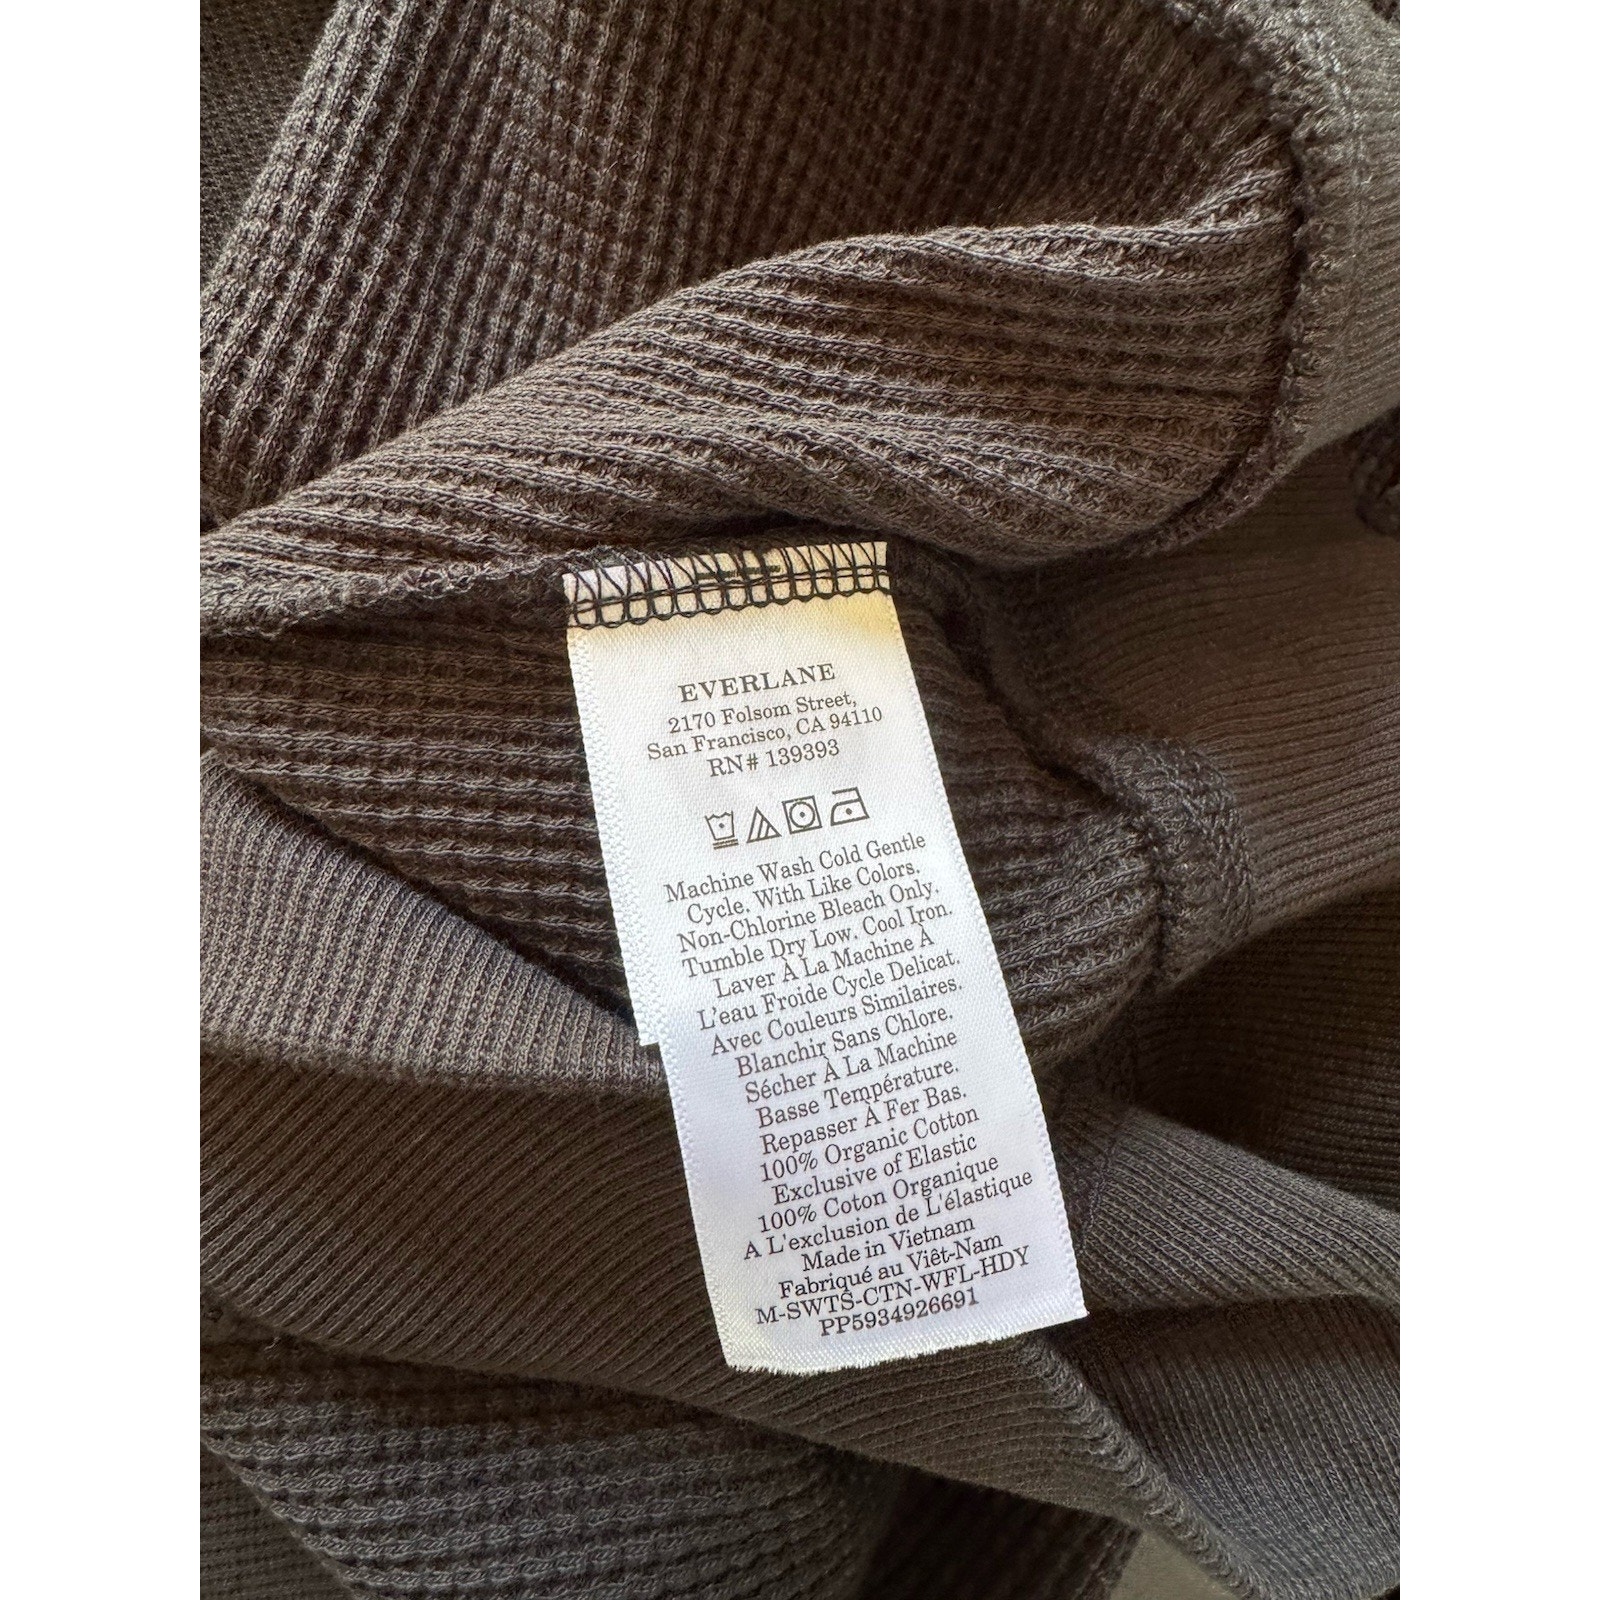 EVERLANE
2170 Folsom Street,
San Francisco, CA 94110
RN# 139393
Machine Wash Cold Gentle
Cycle. With Like Colors.
Non-Chlorine Bleach Only.
Tumble Dry Low. Cool Iron.
Laver À La Machine À
L'eau Froide Cycle Delicat.
Avec Couleurs Similaires.
Blanchir Sans Chlore.
Sécher À La Machine
Basse Température.
Repasser À Fer Bas.
100% Organic Cotton
Exclusive of Elastic
100% Coton Organique
A L'exclusion de L'élastique
Made in Vietnam
Fabriqué au Viêt-Nam
M-SWTS-CTN-WFL-HDY
PP5934926691